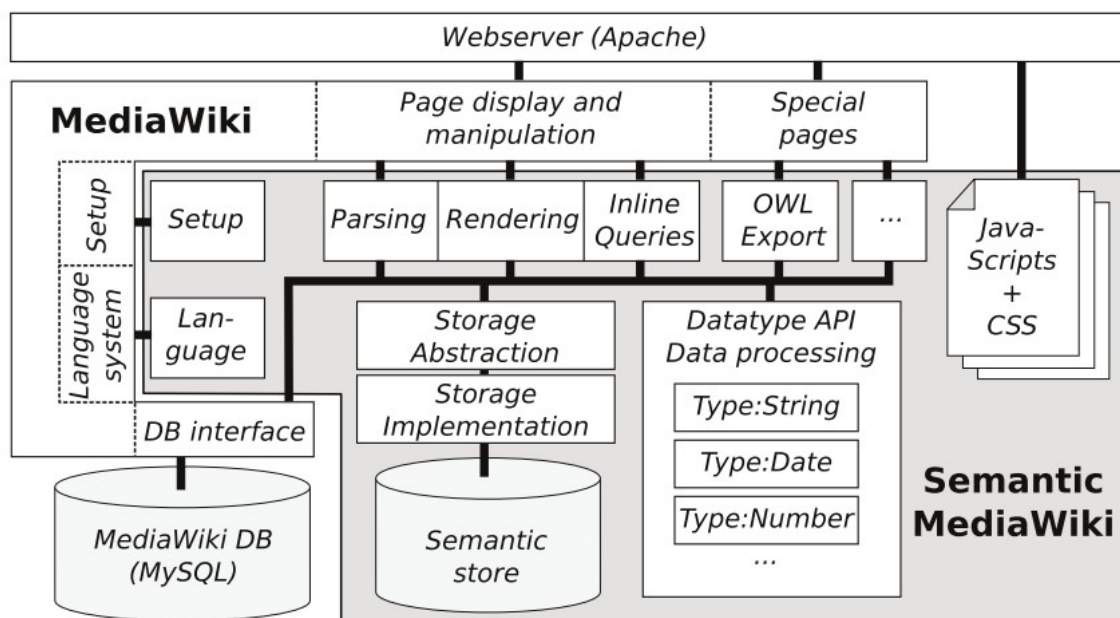 Webserver (Apache)
MediaWiki
Page display and
manipulation
Special
pages
Setup
Setup
Parsing
Rendering
Inline
Queries
OWL
Export
...
Java-
Scripts
+
CSS
Language
system
Lan-
guage
Storage
Abstraction
Storage
Implementation
Datatype API
Data processing
Type:String
Type:Date
Type:Number
...
DB interface
MediaWiki DB
(MySQL)
Semantic
store
Semantic
MediaWiki